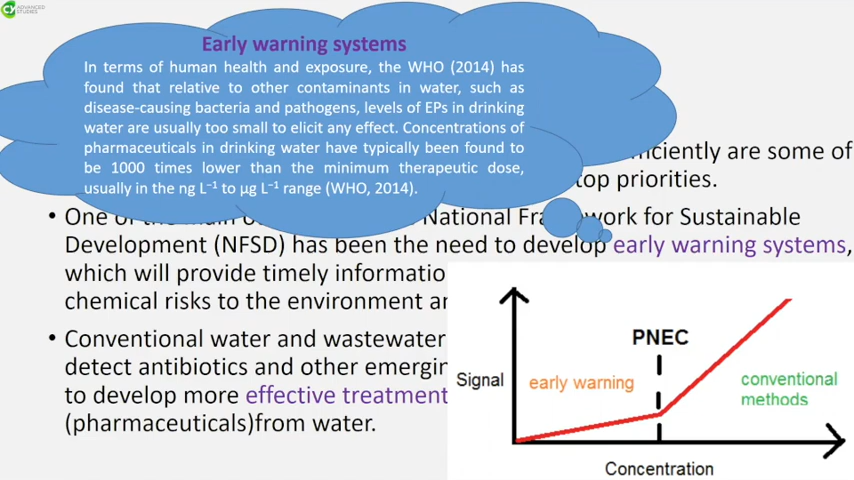 ADVANCED
STUDIES
Early warning systems
In terms of human health and exposure, the WHO (2014) has
found that relative to other contaminants in water, such as
disease-causing bacteria and pathogens, levels of EPs in drinking
water are usually too small to elicit any effect. Concentrations of
pharmaceuticals in drinking water have typically been found to
be 1000 times lower than the minimum therapeutic dose,
usually in the ng L⁻¹ to µg L⁻¹ range (WHO, 2014).
are some of
top priorities.
• One of the main National work for Sustainable
Development (NFSD) has been the need to develop early warning systems,
which will provide timely
chemical risks to the environment
• Conventional water and wastewater
detect antibiotics and other
to develop more effective treatment
(pharmaceuticals)from water.
PNEC
Signal
early warning
conventional
methods
Concentration